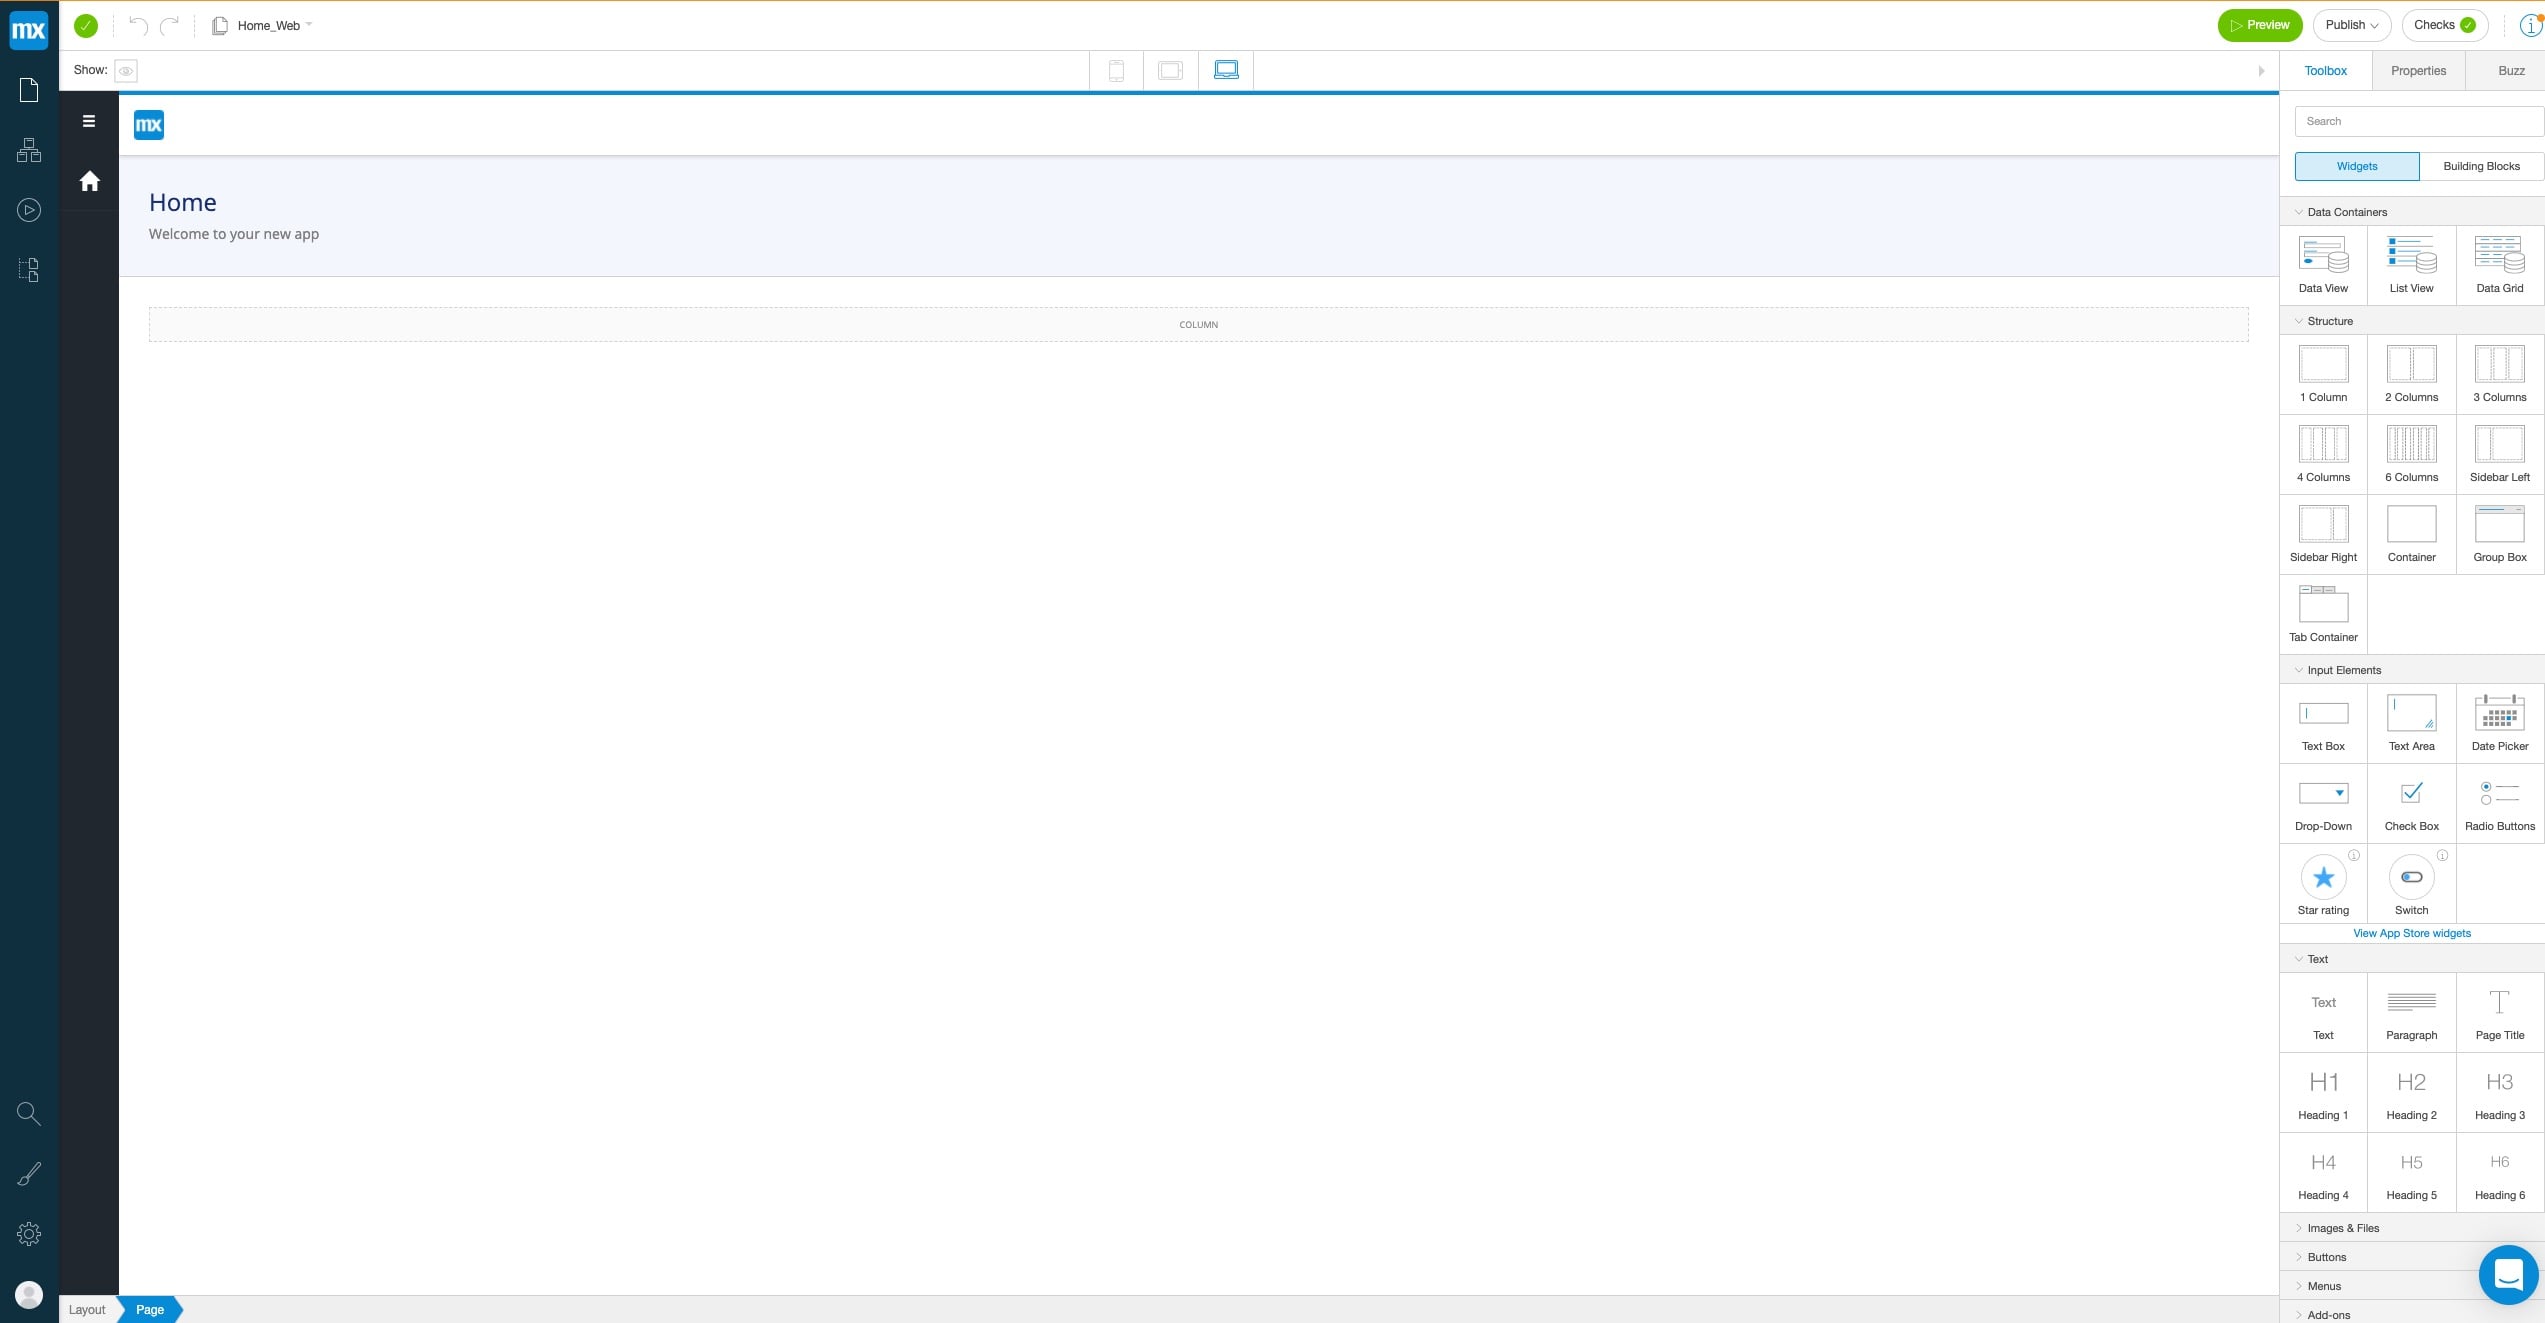 mx
Home_Web
Preview
Publish
Checks
Show:
Toolbox
Properties
Buzz
mx
Search
Widgets
Building Blocks
Home
Welcome to your new app
COLUMN
Data Containers
Data View
List View
Data Grid
Structure
1 Column
2 Columns
3 Columns
4 Columns
6 Columns
Sidebar Left
Sidebar Right
Container
Group Box
Tab Container
Input Elements
Text Box
Text Area
Date Picker
Drop-Down
Check Box
Radio Buttons
Star rating
Switch
View App Store widgets
Text
Text
T
Text
Paragraph
Page Title
H1
H2
H3
Heading 1
Heading 2
Heading 3
H4
H5
H6
Heading 4
Heading 5
Heading 6
Images & Files
Buttons
Menus
Add-ons
Layout
Page